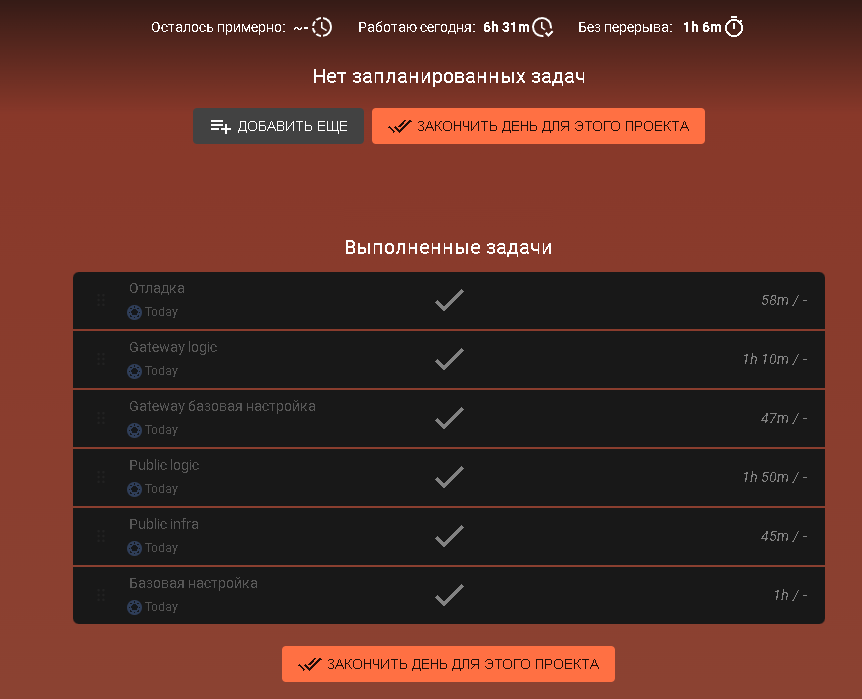 Осталось примерно: ~- Работаю сегодня: 6h 31m Без перерыва: 1h 6m
Нет запланированных задач
ДОБАВИТЬ ЕЩЕ ЗАКОНЧИТЬ ДЕНЬ ДЛЯ ЭТОГО ПРОЕКТА
Выполненные задачи
Отладка
Today
58m / -
Gateway logic
Today
1h 10m / -
Gateway базовая настройка
Today
47m / -
Public logic
Today
1h 50m / -
Public infra
Today
45m / -
Базовая настройка
Today
1h / -
ЗАКОНЧИТЬ ДЕНЬ ДЛЯ ЭТОГО ПРОЕКТА